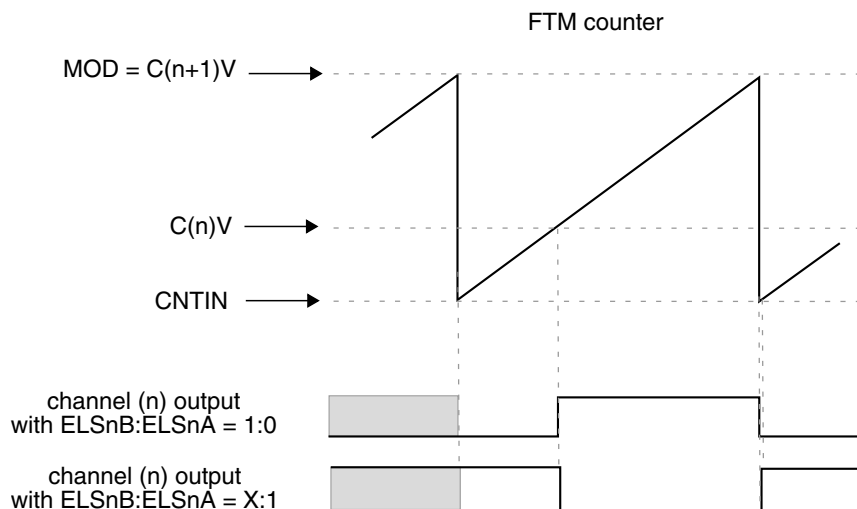 FTM counter
MOD = C(n+1)V
C(n)V
CNTIN
channel (n) output
with ELSnB:ELSnA = 1:0
channel (n) output
with ELSnB:ELSnA = X:1